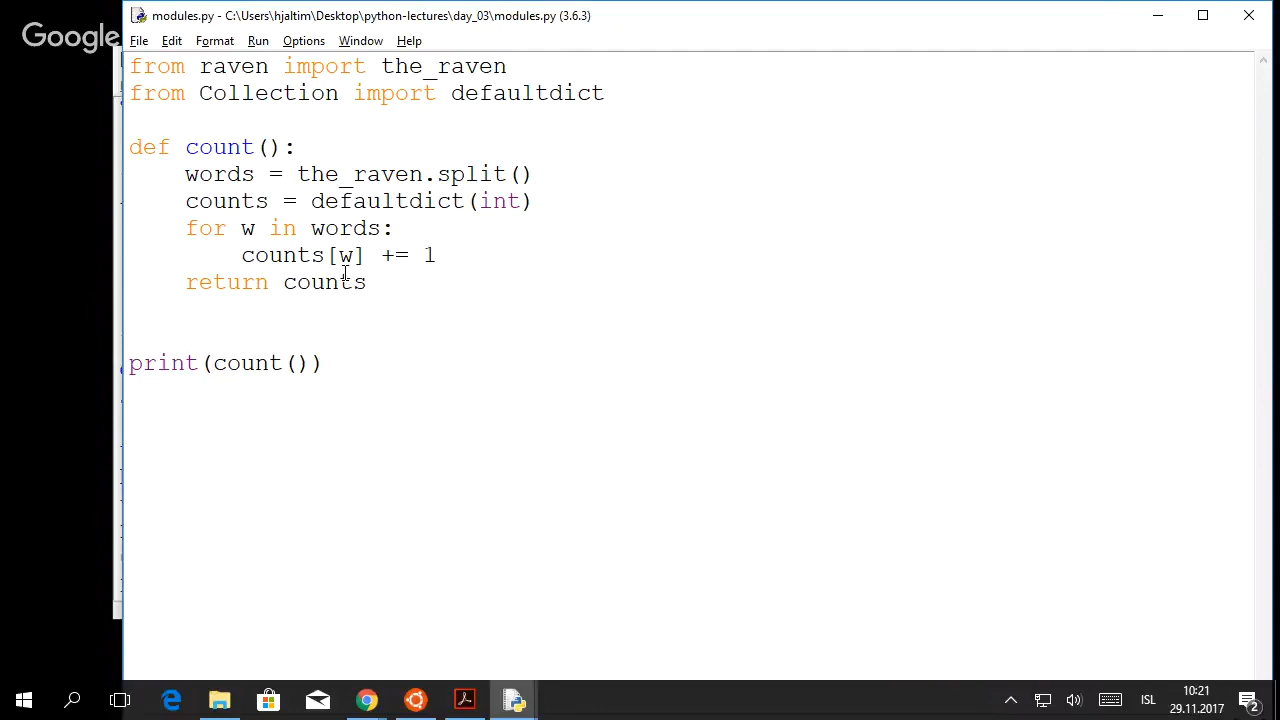 Google
modules.py - C:\Users\hjaltim\Desktop\python-lectures\day_03\modules.py (3.6.3)
File Edit Format Run Options Window Help
from raven import the_raven
from Collection import defaultdict
def count():
    words = the_raven.split()
    counts = defaultdict(int)
    for w in words:
        counts[w] += 1
    return counts
print(count())
ISL
10:21
29.11.2017
2